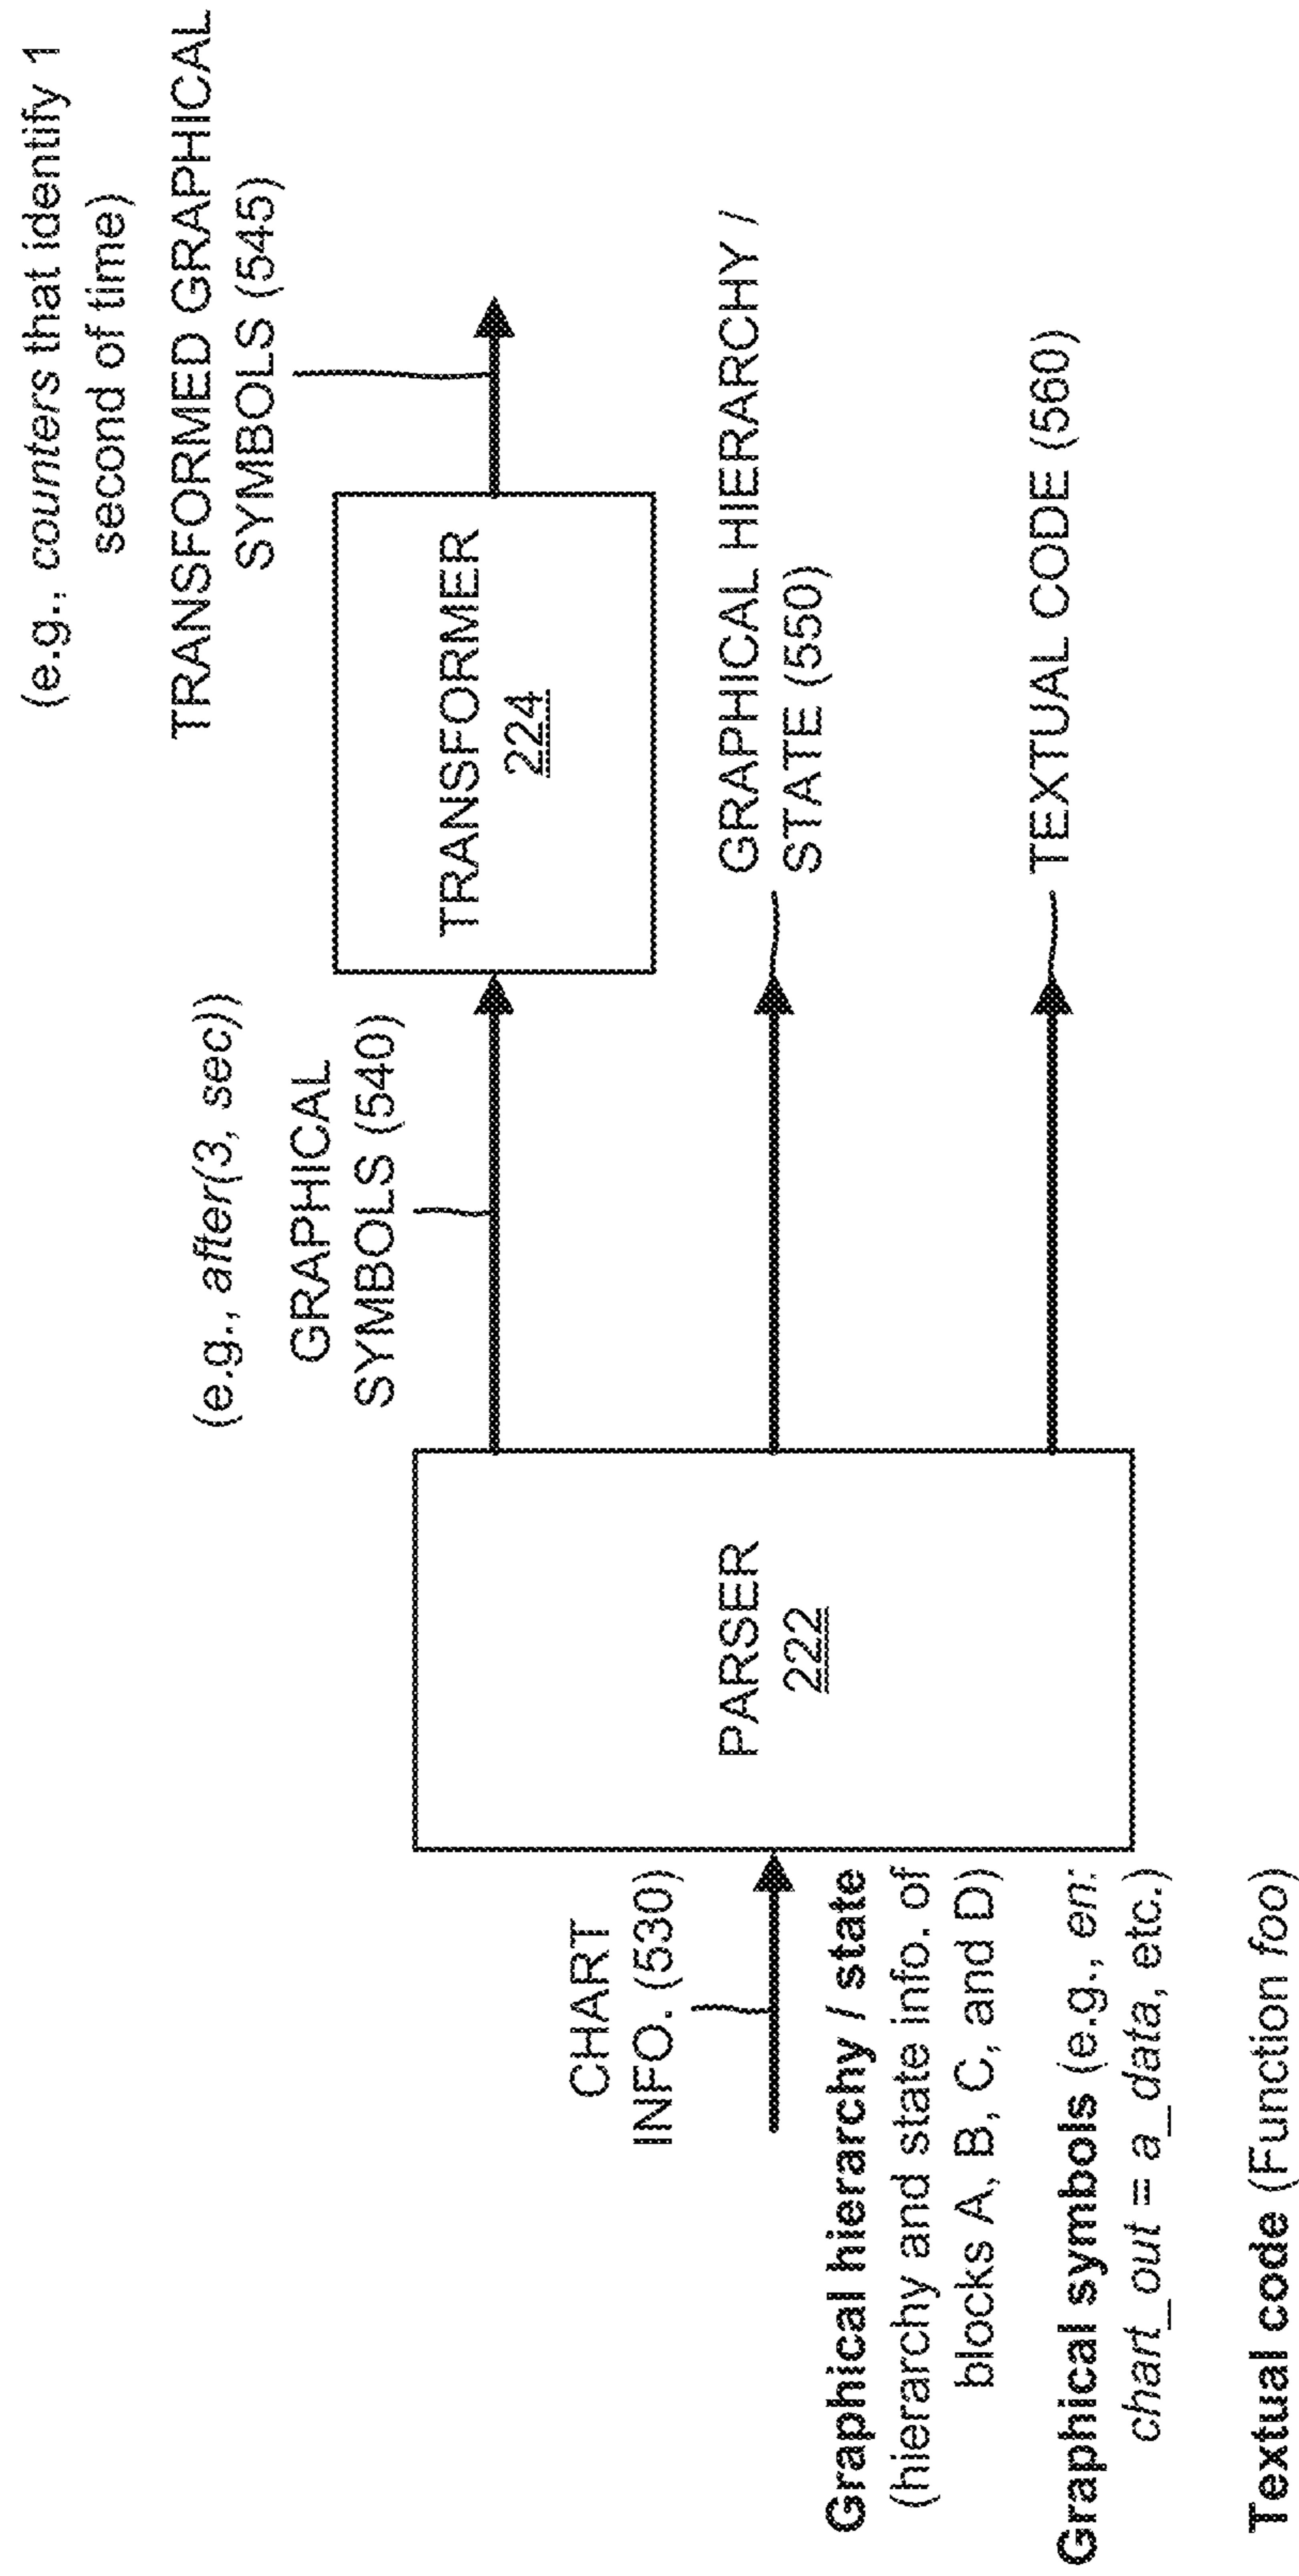 CHART
INFO. (530)
Graphical hierarchy / state
(hierarchy and state info. of
blocks A, B, C, and D)
Graphical symbols (e.g., en:
chart_out = a_data, etc.)
Textual code (Function foo)
PARSER
222
(e.g., after(3, sec))
GRAPHICAL
SYMBOLS (540)
TRANSFORMER
224
(e.g., counters that identify 1
second of time)
TRANSFORMED GRAPHICAL
SYMBOLS (545)
GRAPHICAL HIERARCHY /
STATE (550)
TEXTUAL CODE (560)